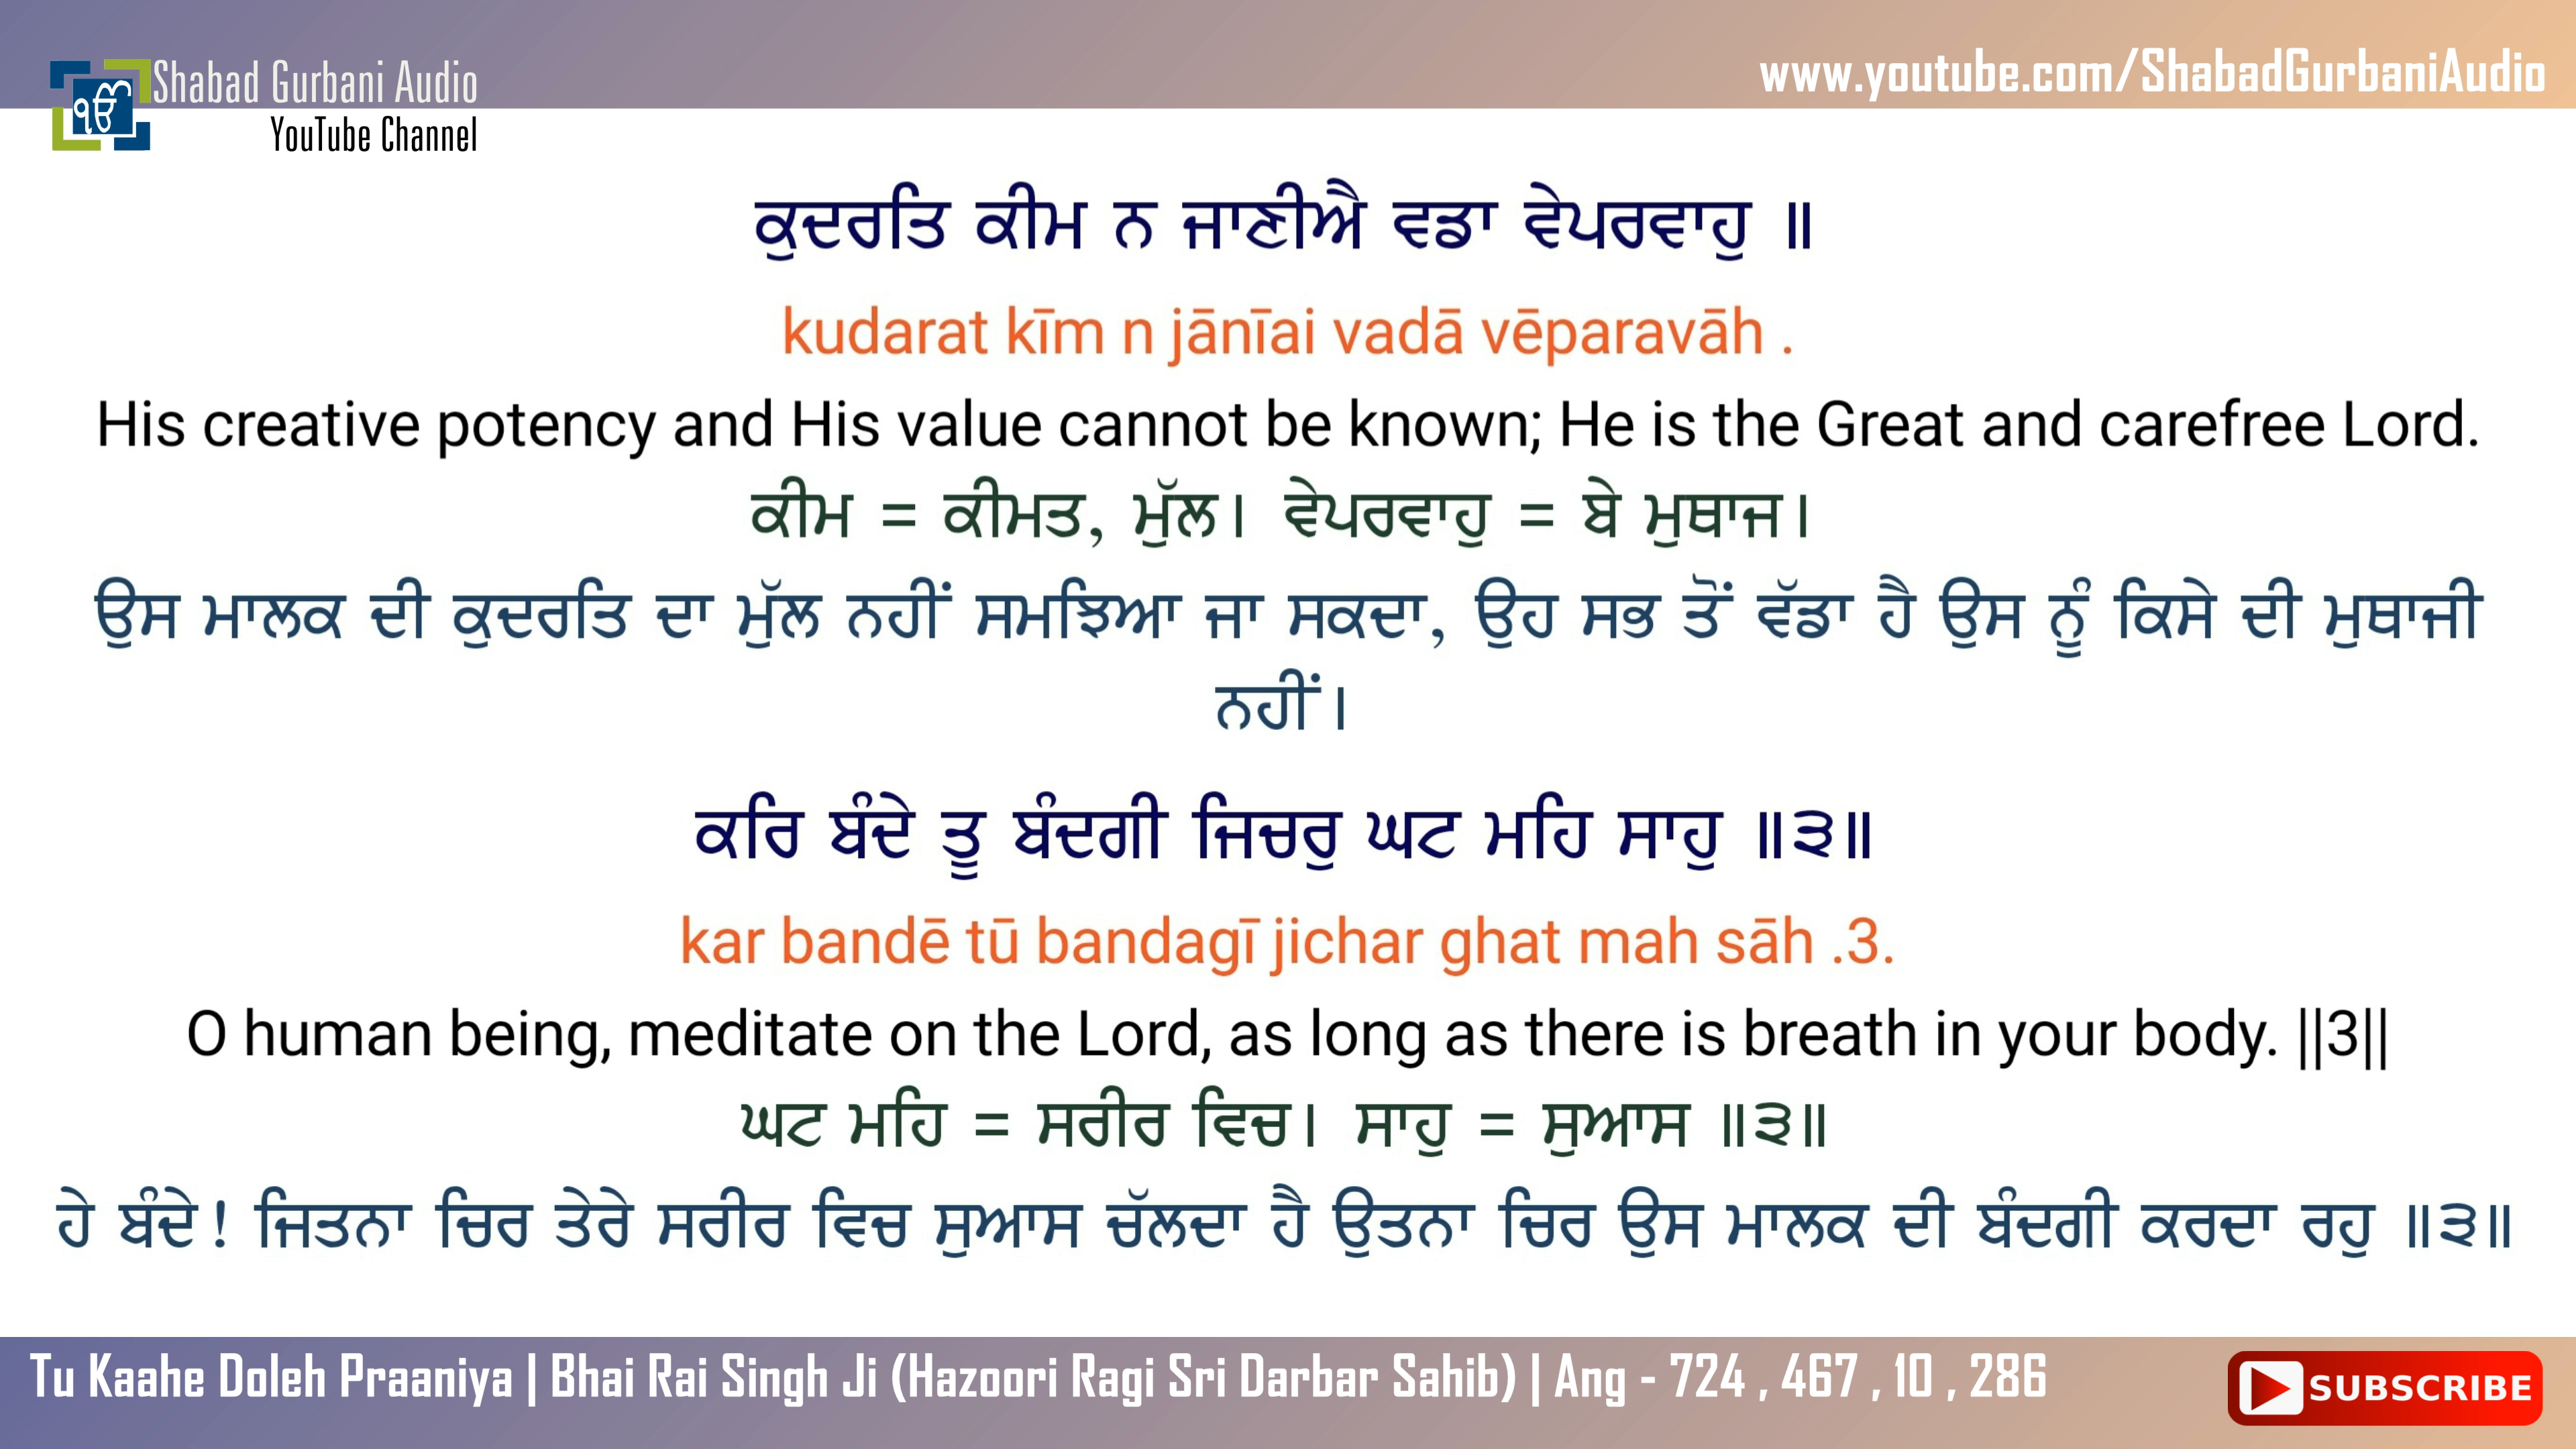 Shabad Gurbani Audio
YouTube Channel
www.youtube.com/ShabadGurbaniAudio
ੴ
ਕੁਦਰਤਿ ਕੀਮ ਨ ਜਾਣੀਐ ਵਡਾ ਵੇਪਰਵਾਹੁ ॥
kudarat kīm n jānīai vadā vēparavāh .
His creative potency and His value cannot be known; He is the Great and carefree Lord.
ਕੀਮ = ਕੀਮਤ, ਮੁੱਲ। ਵੇਪਰਵਾਹੁ = ਬੇ ਮੁਥਾਜ।
ਉਸ ਮਾਲਕ ਦੀ ਕੁਦਰਤਿ ਦਾ ਮੁੱਲ ਨਹੀਂ ਸਮਝਿਆ ਜਾ ਸਕਦਾ, ਉਹ ਸਭ ਤੋਂ ਵੱਡਾ ਹੈ ਉਸ ਨੂੰ ਕਿਸੇ ਦੀ ਮੁਥਾਜੀ
ਨਹੀਂ।
ਕਰਿ ਬੰਦੇ ਤੂ ਬੰਦਗੀ ਜਿਚਰੁ ਘਟ ਮਹਿ ਸਾਹੁ ॥੩॥
kar bandē tū bandagī jichar ghat mah sāh .3.
O human being, meditate on the Lord, as long as there is breath in your body. ||3||
ਘਟ ਮਹਿ = ਸਰੀਰ ਵਿਚ। ਸਾਹੁ = ਸੁਆਸ ॥੩॥
ਹੇ ਬੰਦੇ! ਜਿਤਨਾ ਚਿਰ ਤੇਰੇ ਸਰੀਰ ਵਿਚ ਸੁਆਸ ਚੱਲਦਾ ਹੈ ਉਤਨਾ ਚਿਰ ਉਸ ਮਾਲਕ ਦੀ ਬੰਦਗੀ ਕਰਦਾ ਰਹੁ ॥੩॥
Tu Kaahe Doleh Praaniya | Bhai Rai Singh Ji (Hazoori Ragi Sri Darbar Sahib) | Ang - 724 , 467 , 10 , 286
SUBSCRIBE